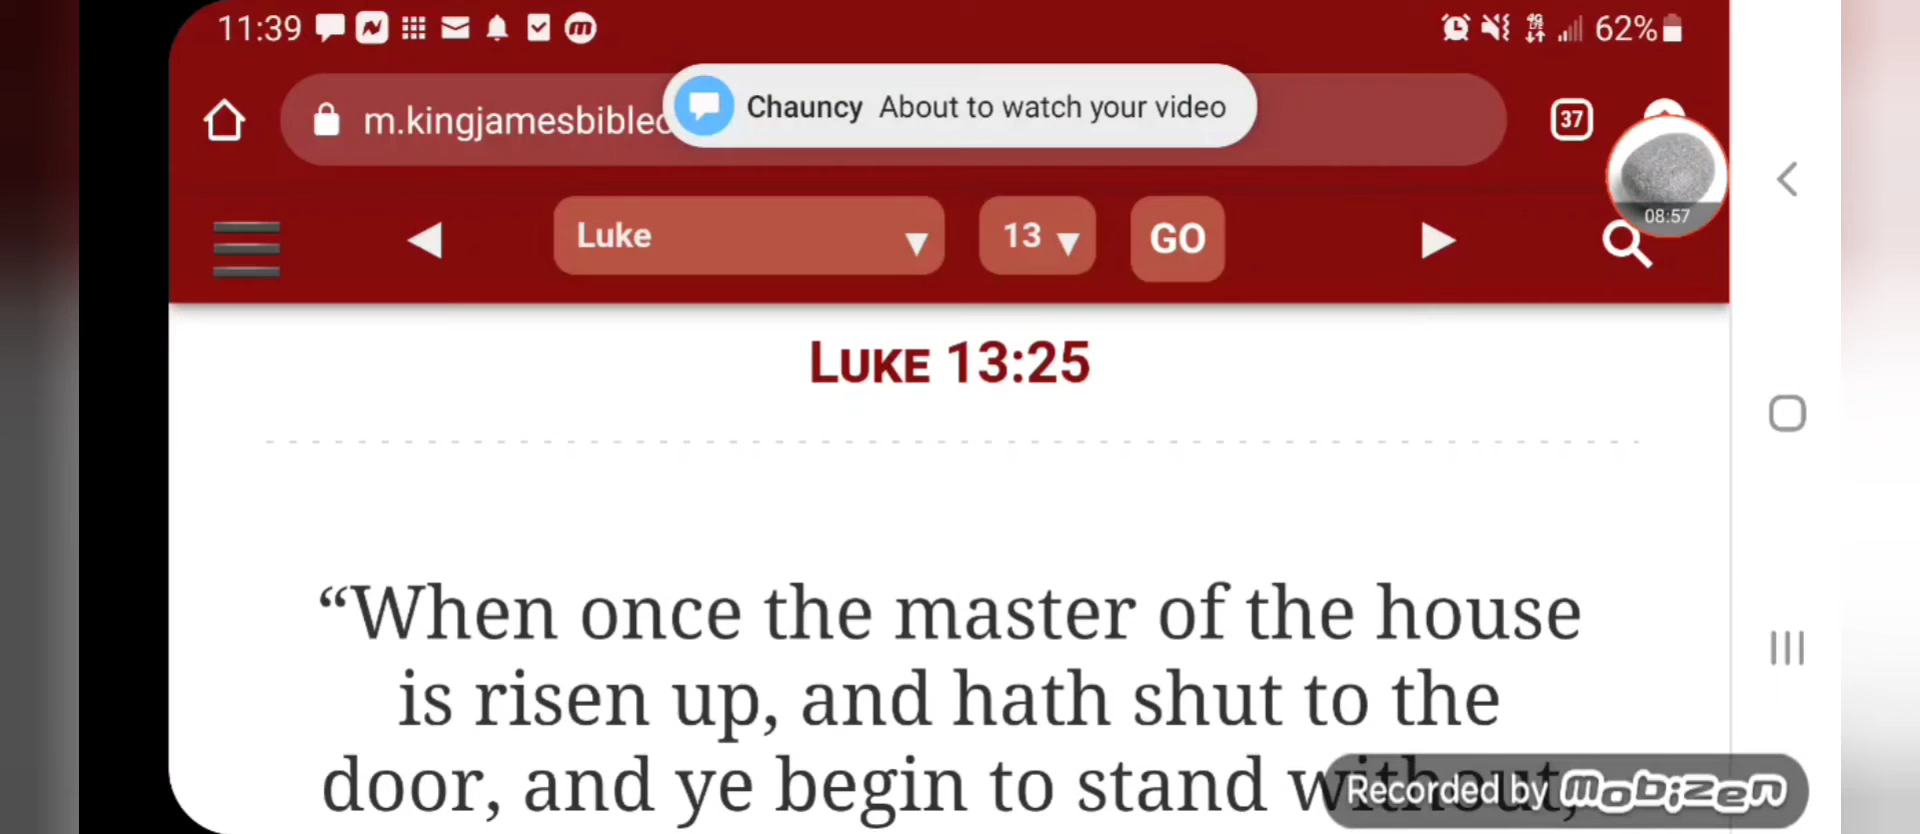 11:39
62%
m.kingjamesbible
Chauncy About to watch your video
37
08:57
Luke
13
GO
LUKE 13:25
“When once the master of the house
is risen up, and hath shut to the
door, and ye begin to stand without,
Recorded by mobizen